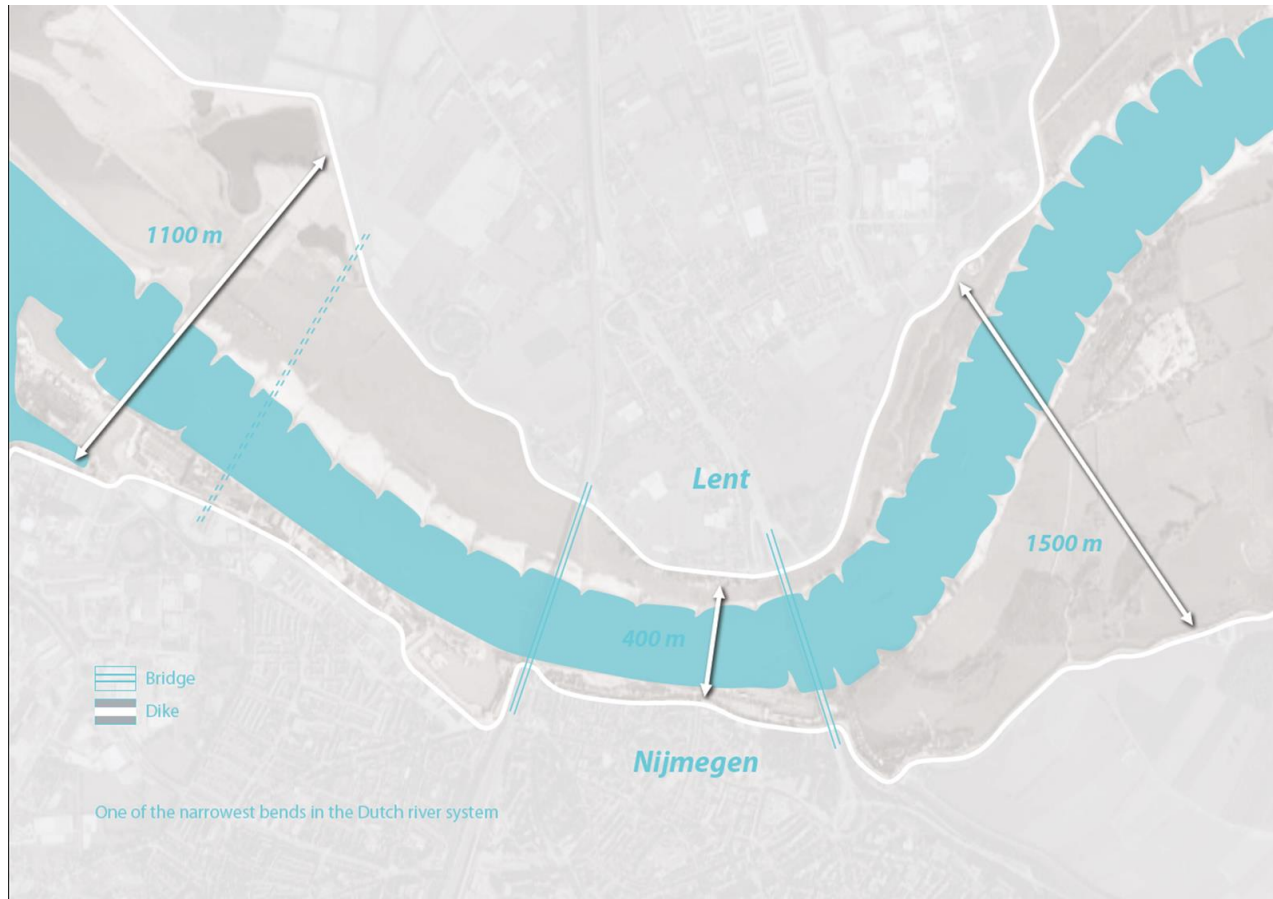 1100 m
Lent
1500 m
400 m
Bridge
Dike
Nijmegen
One of the narrowest bends in the Dutch river system